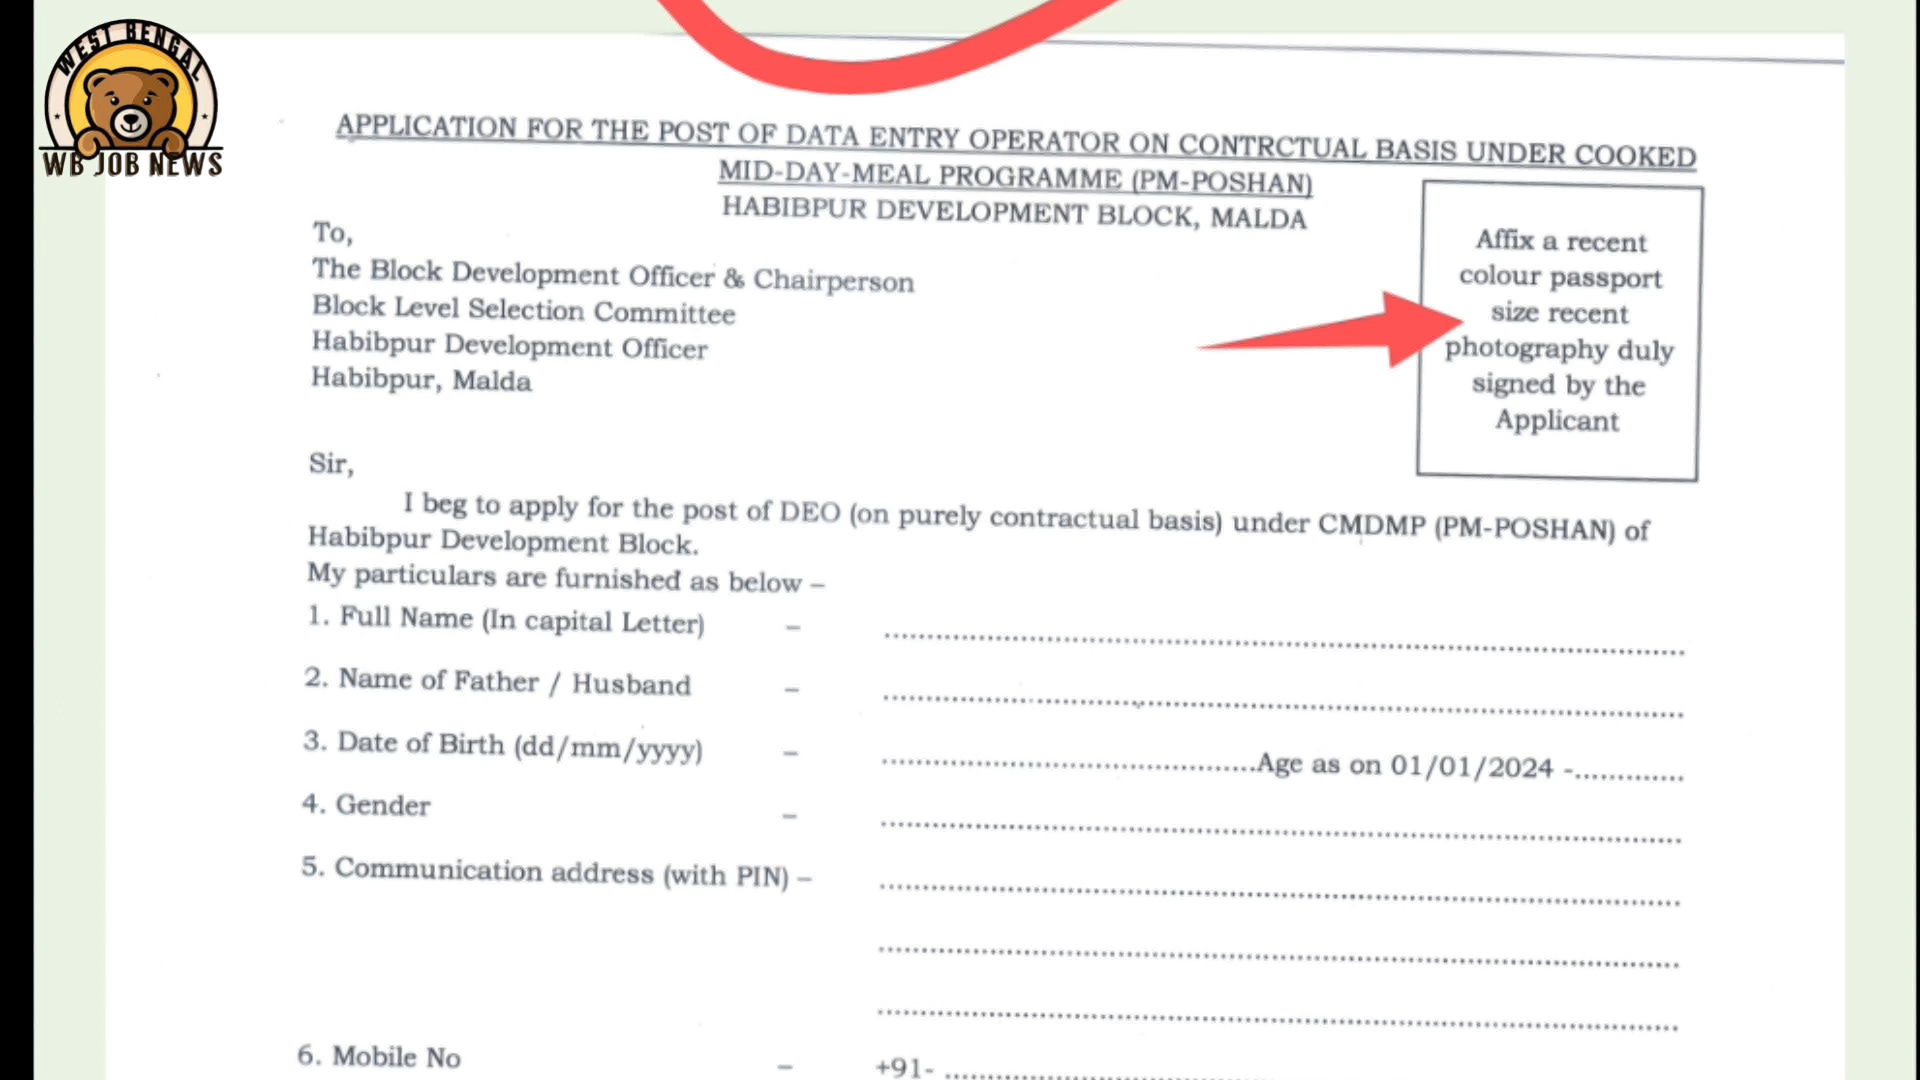 WEST BENGAL
WB JOB NEWS
APPLICATION FOR THE POST OF DATA ENTRY OPERATOR ON CONTRCTUAL BASIS UNDER COOKED
MID-DAY-MEAL PROGRAMME (PM-POSHAN)
HABIBPUR DEVELOPMENT BLOCK, MALDA
To,
The Block Development Officer & Chairperson
Block Level Selection Committee
Habibpur Development Officer
Habibpur, Malda
Affix a recent
colour passport
size recent
photography duly
signed by the
Applicant
Sir,
I beg to apply for the post of DEO (on purely contractual basis) under CMDMP (PM-POSHAN) of
Habibpur Development Block.
My particulars are furnished as below –
1. Full Name (In capital Letter) – ....................
2. Name of Father / Husband – ....................
3. Date of Birth (dd/mm/yyyy) – ....................Age as on 01/01/2024 -.............
4. Gender – ....................
5. Communication address (with PIN) – ....................
....................
....................
6. Mobile No – +91- ....................